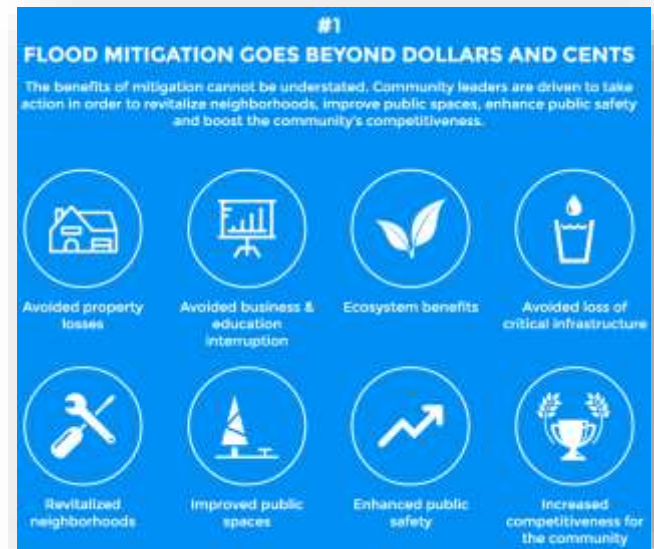 #1
FLOOD MITIGATION GOES BEYOND DOLLARS AND CENTS
The benefits of mitigation cannot be understated. Community leaders are driven to take
action in order to revitalize neighborhoods, improve public spaces, enhance public safety
and boost the community's competitiveness.
Avoided property
losses
Avoided business &
education
interruption
Ecosystem benefits
Avoided loss of
critical infrastructure
Revitalized
neighborhoods
Improved public
spaces
Enhanced public
safety
Increased
competitiveness for
the community